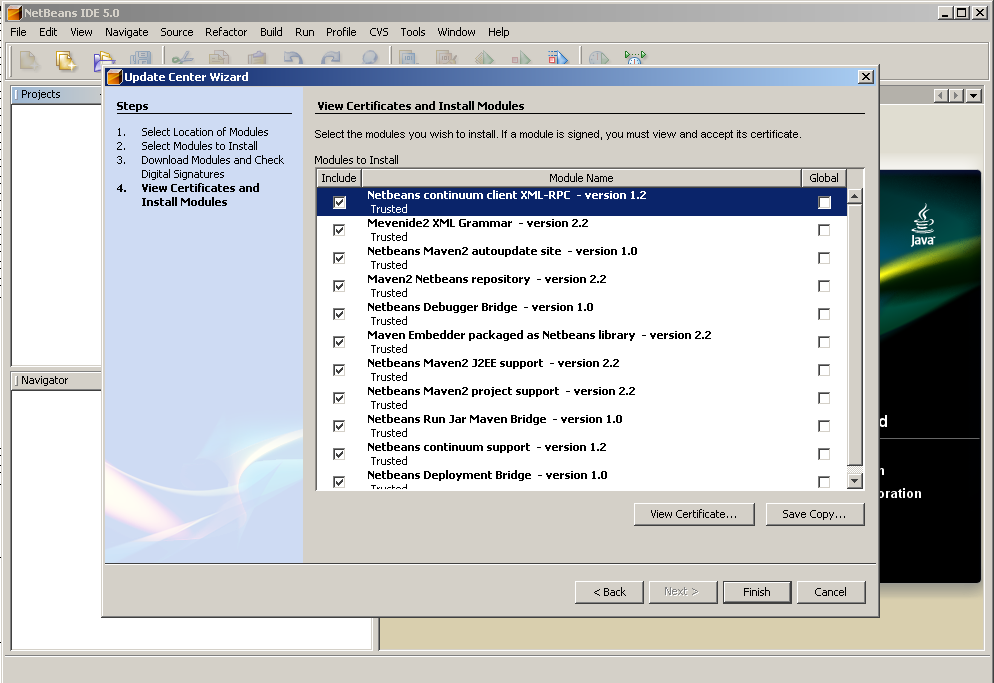 NetBeans IDE 5.0
File Edit View Navigate Source Refactor Build Run Profile CVS Tools Window Help
Projects
Navigator
Update Center Wizard
Steps
1. Select Location of Modules
2. Select Modules to Install
3. Download Modules and Check
Digital Signatures
4. View Certificates and
Install Modules
View Certificates and Install Modules
Select the modules you wish to install. If a module is signed, you must view and accept its certificate.
Modules to Install
Include Module Name Global
Netbeans continuum client XML-RPC - version 1.2
Trusted
Mevenide2 XML Grammar - version 2.2
Trusted
Netbeans Maven2 autoupdate site - version 1.0
Trusted
Maven2 Netbeans repository - version 2.2
Trusted
Netbeans Debugger Bridge - version 1.0
Trusted
Maven Embedder packaged as Netbeans library - version 2.2
Trusted
Netbeans Maven2 J2EE support - version 2.2
Trusted
Netbeans Maven2 project support - version 2.2
Trusted
Netbeans Run Jar Maven Bridge - version 1.0
Trusted
Netbeans continuum support - version 1.2
Trusted
Netbeans Deployment Bridge - version 1.0
Trusted
View Certificate... Save Copy...
< Back Next > Finish Cancel
Java
d
n
oration